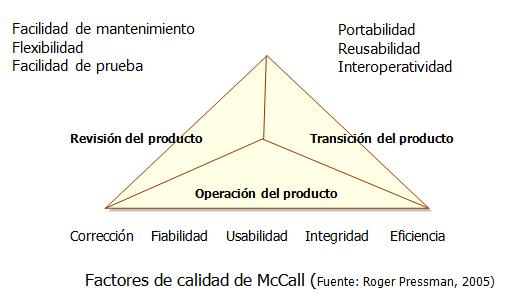 Facilidad de mantenimiento
Flexibilidad
Facilidad de prueba
Portabilidad
Reusabilidad
Interoperatividad
Revisión del producto
Transición del producto
Operación del producto
Corrección Fiabilidad Usabilidad Integridad Eficiencia
Factores de calidad de McCall (Fuente: Roger Pressman, 2005)